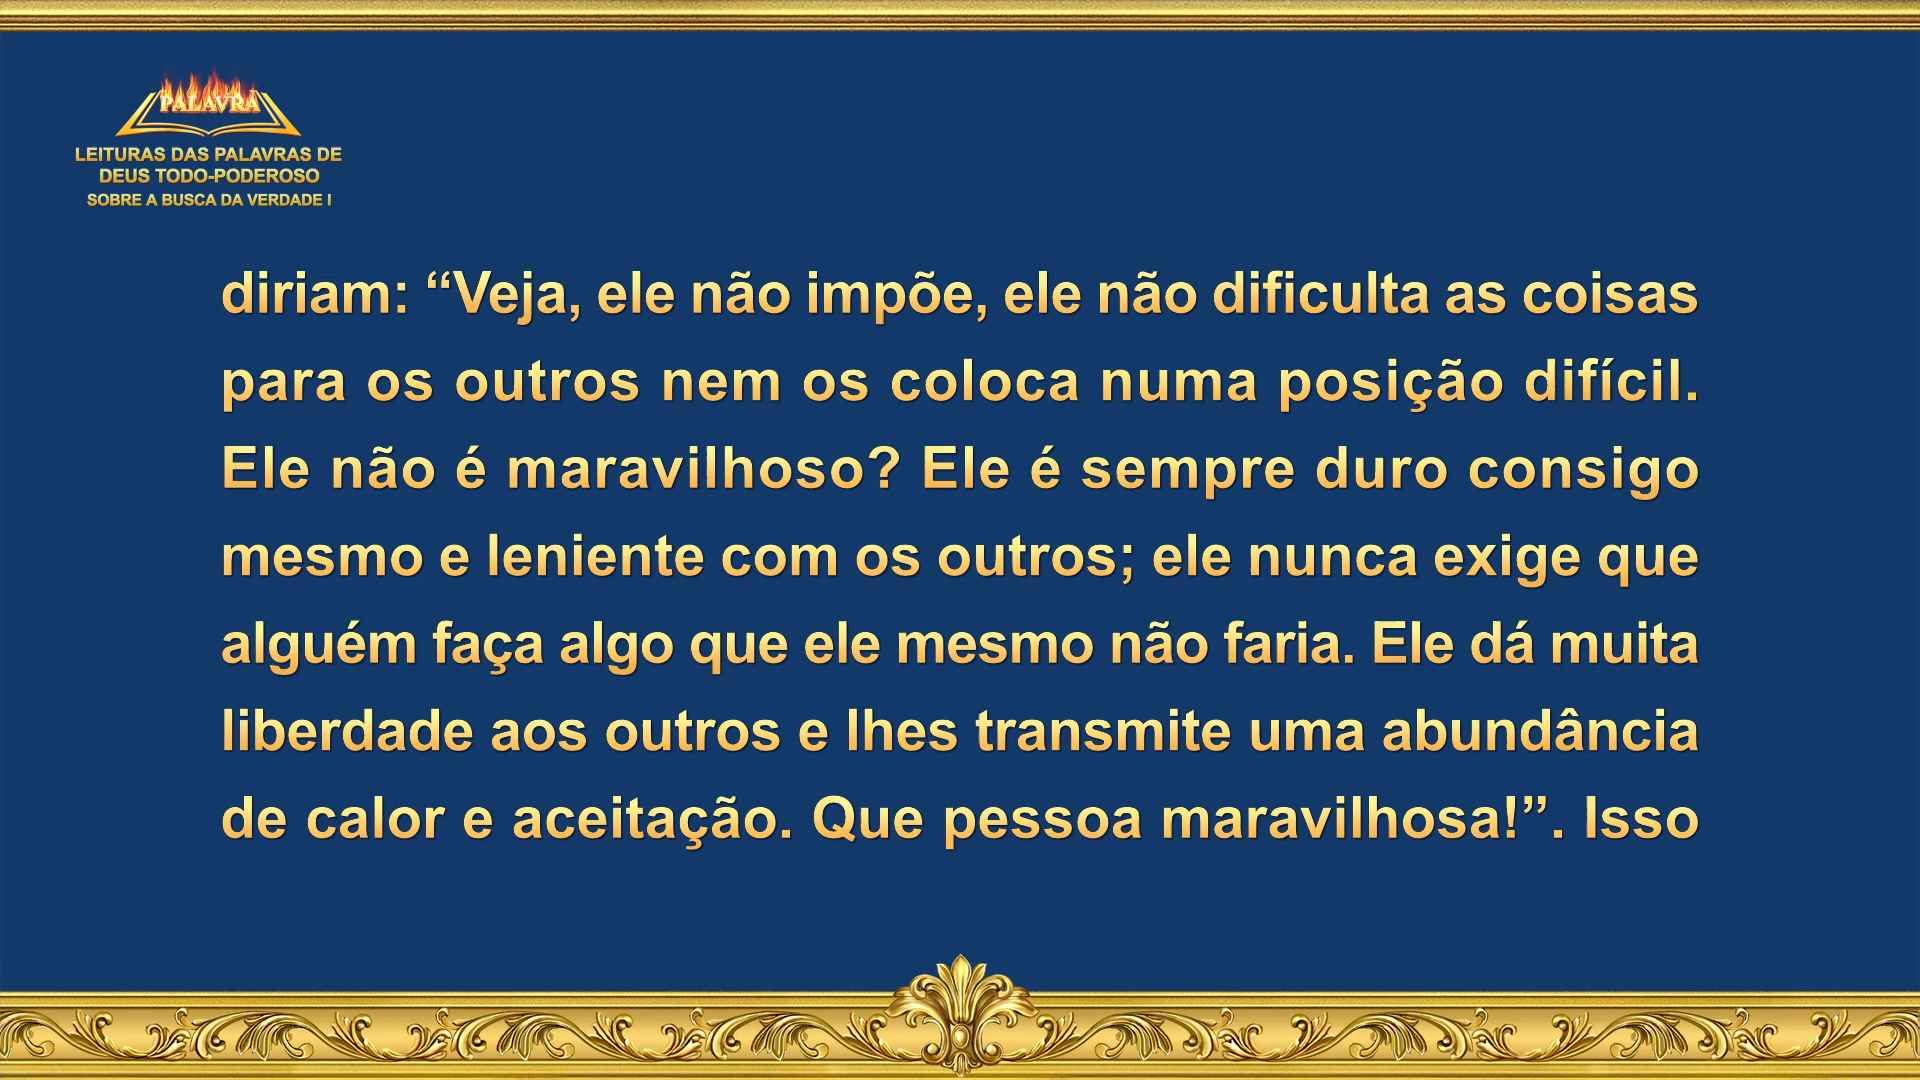 PALAVRA
LEITURAS DAS PALAVRAS DE
DEUS TODO-PODEROSO
SOBRE A BUSCA DA VERDADE I
diriam: “Veja, ele não impõe, ele não dificulta as coisas
para os outros nem os coloca numa posição difícil.
Ele não é maravilhoso? Ele é sempre duro consigo
mesmo e leniente com os outros; ele nunca exige que
alguém faça algo que ele mesmo não faria. Ele dá muita
liberdade aos outros e lhes transmite uma abundância
de calor e aceitação. Que pessoa maravilhosa!”. Isso